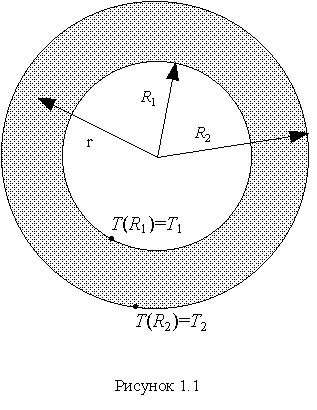 R₁
R₂
r
T(R₁)=T₁
T(R₂)=T₂
Рисунок 1.1